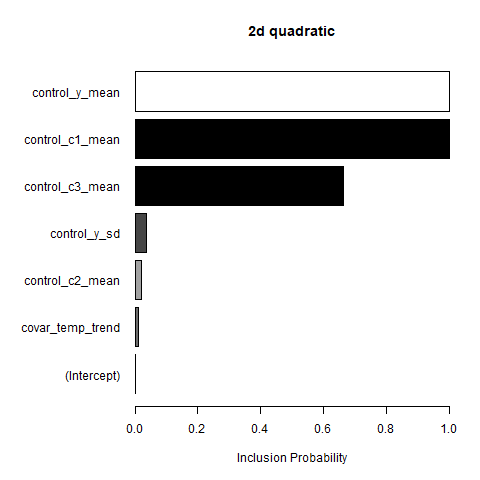 2d quadratic
control_y_mean
control_c1_mean
control_c3_mean
control_y_sd
control_c2_mean
covar_temp_trend
(Intercept)
0.0 0.2 0.4 0.6 0.8 1.0
Inclusion Probability